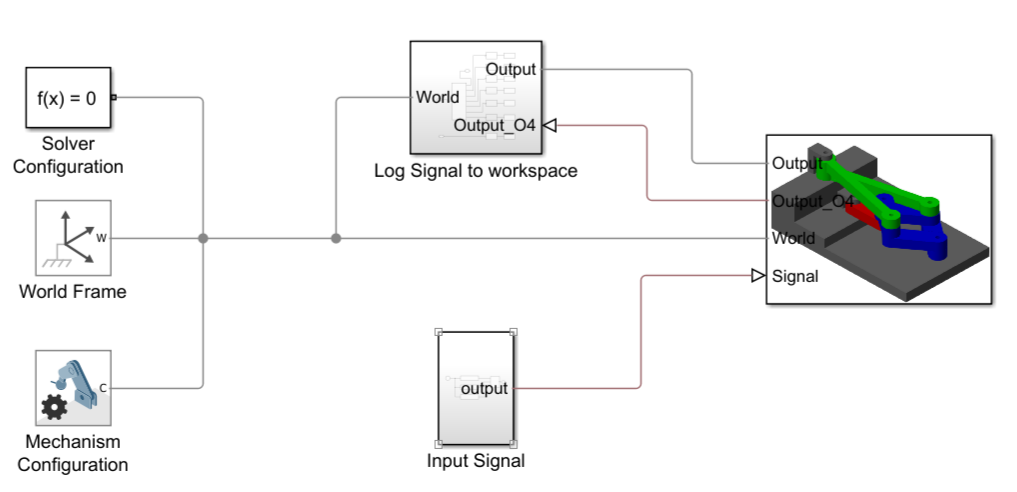 f(x) = 0
Solver
Configuration
W
World Frame
C
Mechanism
Configuration
Output
World
Output_O4
Log Signal to workspace
output
Input Signal
Output
Output_O4
World
Signal